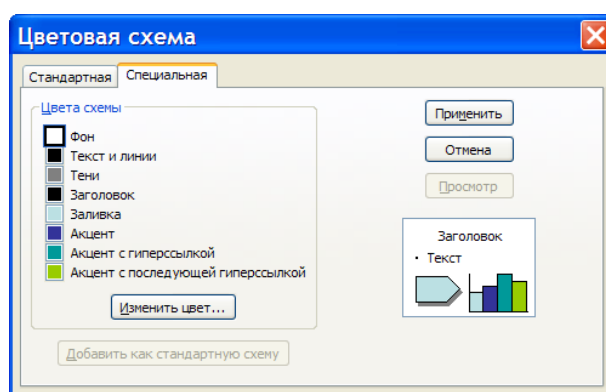 Цветовая схема
Стандартная Специальная
Цвета схемы
Фон
Текст и линии
Тени
Заголовок
Заливка
Акцент
Акцент с гиперссылкой
Акцент с последующей гиперссылкой
Изменить цвет...
Добавить как стандартную схему
Применить
Отмена
Просмотр
Заголовок
• Текст